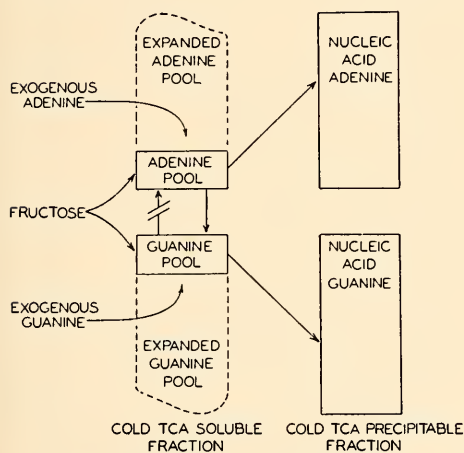 EXPANDED
ADENINE
POOL
NUCLEIC
ACID
ADENINE
EXOGENOUS
ADENINE
ADENINE
POOL
FRUCTOSE
GUANINE
POOL
NUCLEIC
ACID
GUANINE
EXOGENOUS
GUANINE
EXPANDED
GUANINE
POOL
COLD TCA SOLUBLE
FRACTION
COLD TCA PRECIPITABLE
FRACTION